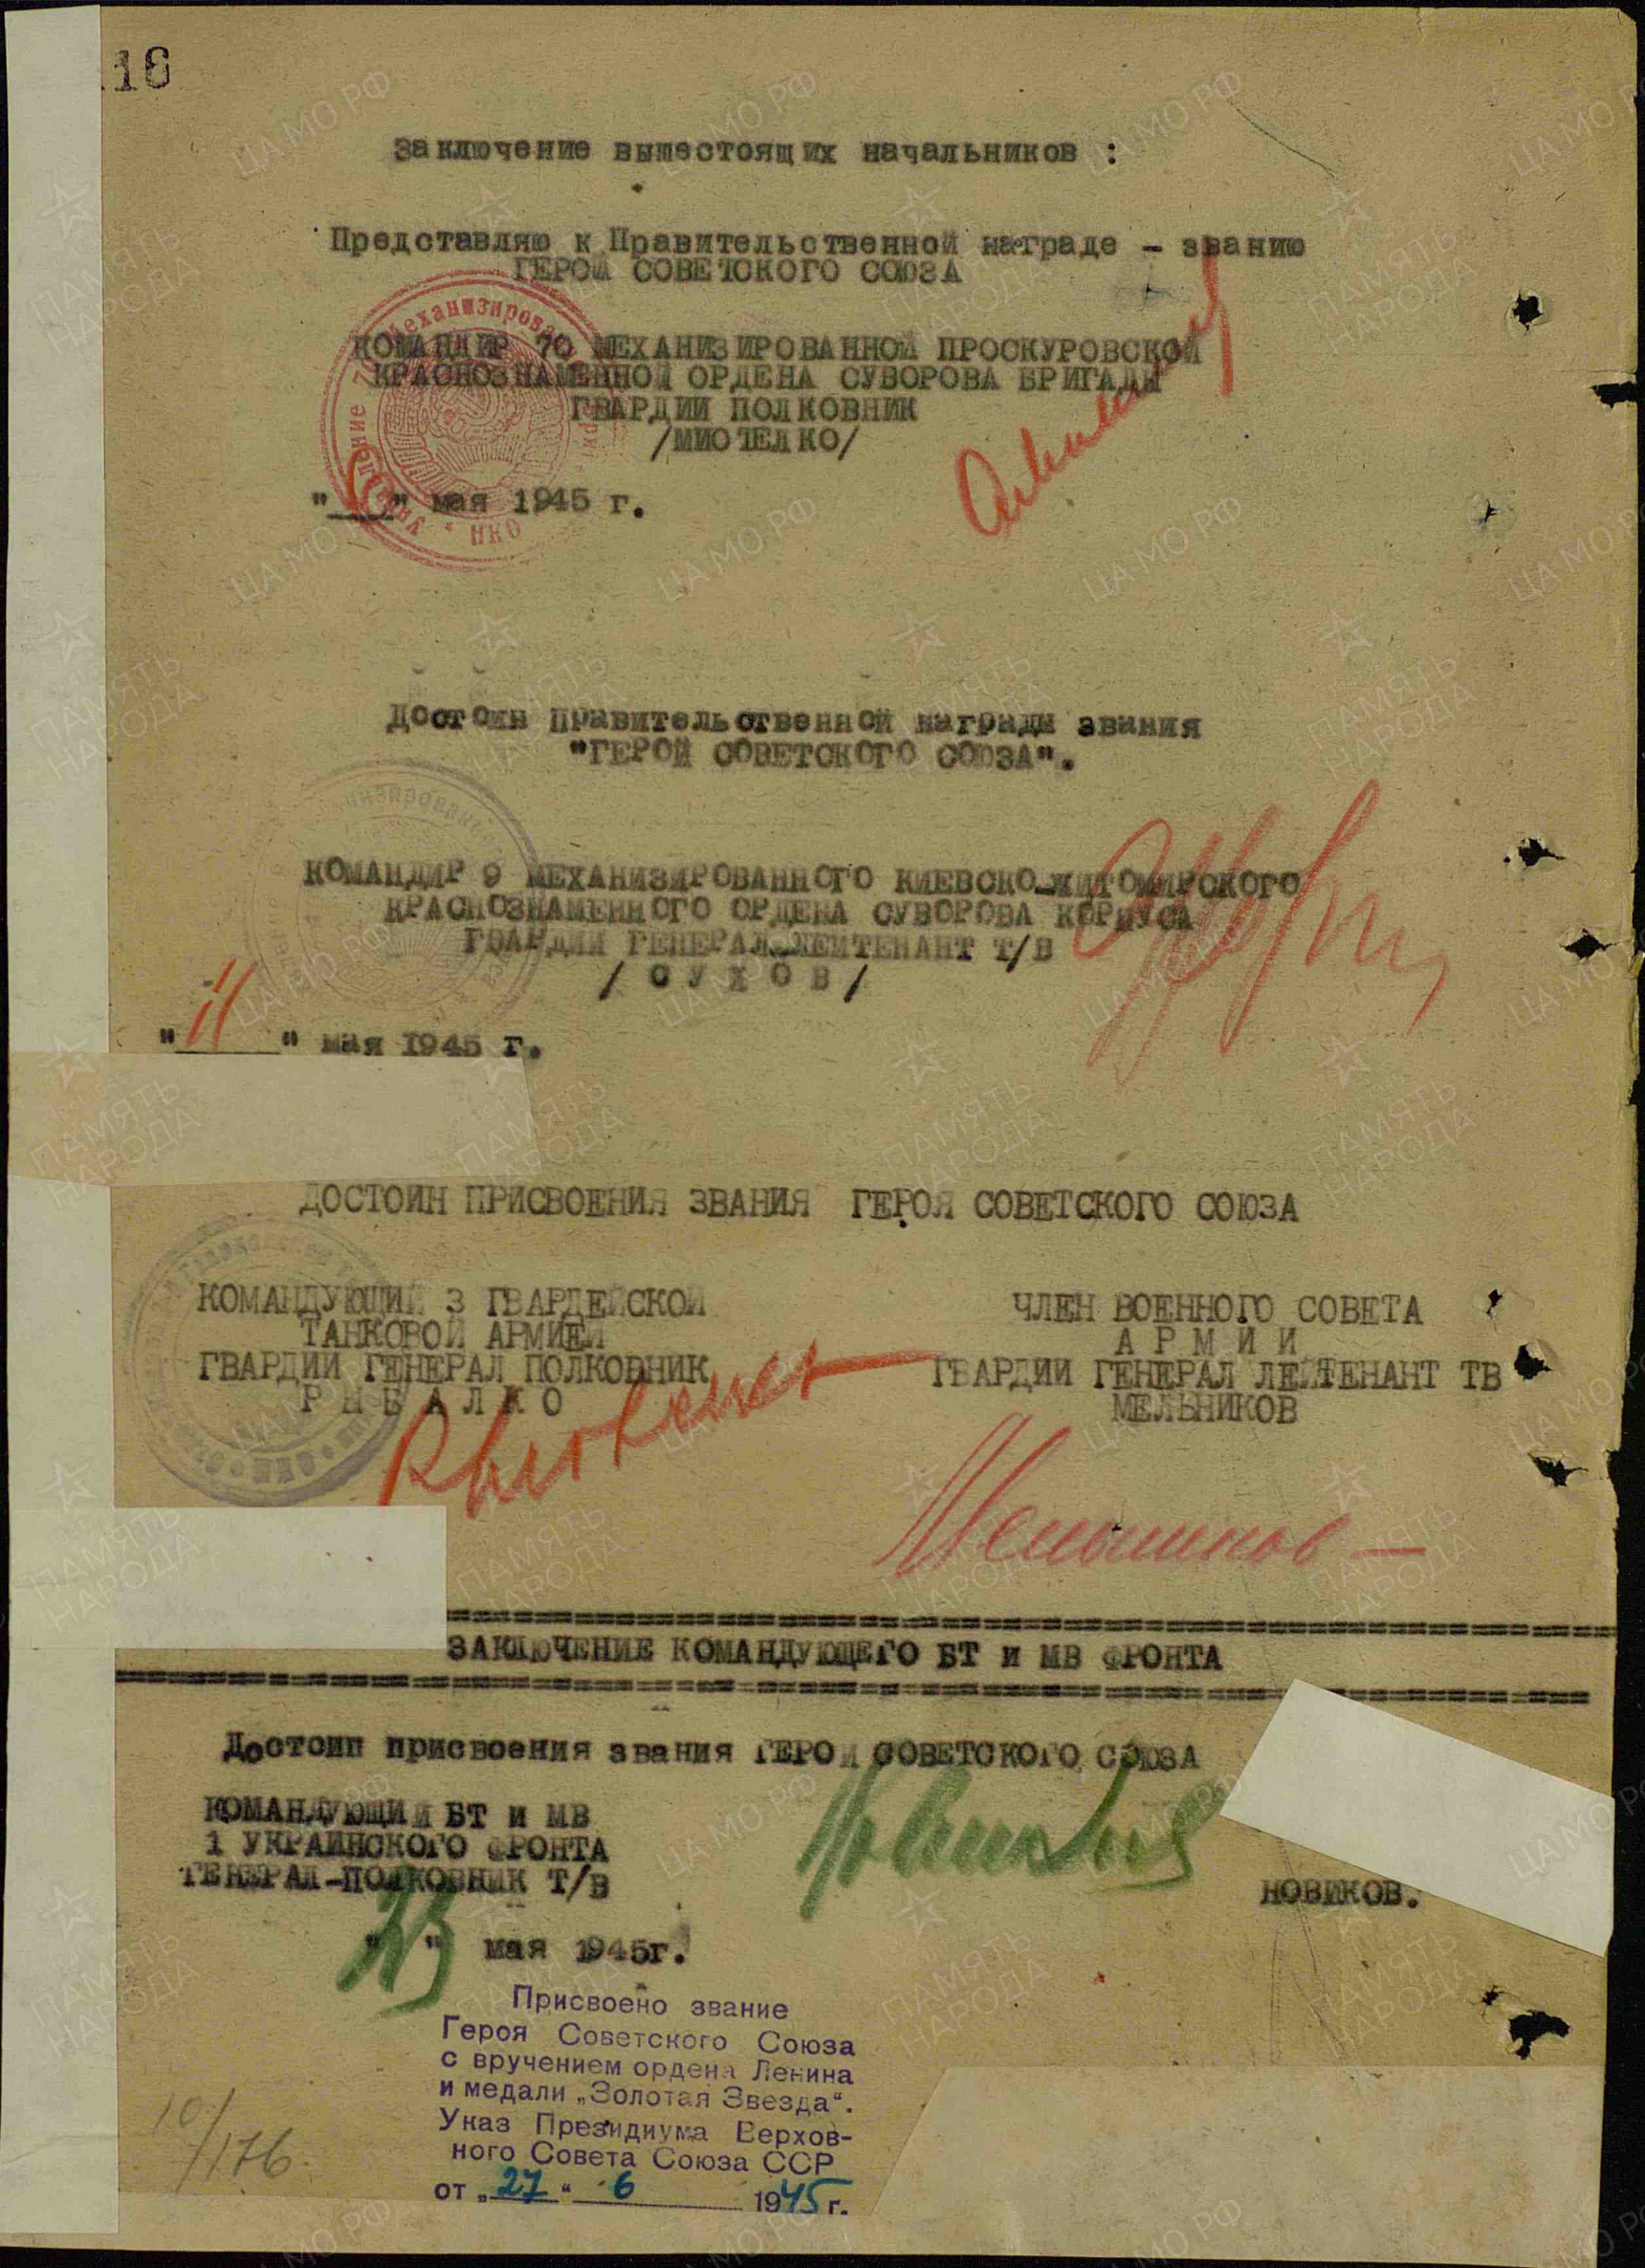 116
Заключение вышестоящих начальников :
Представляю к Правительственной награде - званию
ГЕРОЙ СОВЕТСКОГО СОЮЗА
КОМАНДИР 70 МЕХАНИЗИРОВАННОЙ ПРОСКУРОВСКОЙ
КРАСНОЗНАМЕННОЙ ОРДЕНА СУВОРОВА БРИГАДЫ
ГВАРДИИ ПОЛКОВНИК
/МИОТЕЛКО/
" " мая 1945 г.
Достоин правительственной награды звания
"ГЕРОЙ СОВЕТСКОГО СОЮЗА".
КОМАНДИР 9 МЕХАНИЗИРОВАННОГО КИЕВСКО-ЖИТОМИРСКОГО
КРАСНОЗНАМЕННОГО ОРДЕНА СУВОРОВА КОРПУСА
ГВАРДИИ ГЕНЕРАЛ-ЛЕЙТЕНАНТ Т/В
/ С У Х О В /
"11" мая 1945 г.
ДОСТОИН ПРИСВОЕНИЯ ЗВАНИЯ ГЕРОЯ СОВЕТСКОГО СОЮЗА
КОМАНДУЮЩИЙ 3 ГВАРДЕЙСКОЙ
ТАНКОВОЙ АРМИЕЙ
ГВАРДИИ ГЕНЕРАЛ ПОЛКОВНИК
Р Ы Б А Л К О
ЧЛЕН ВОЕННОГО СОВЕТА
А Р М И И
ГВАРДИИ ГЕНЕРАЛ ЛЕЙТЕНАНТ ТВ
МЕЛЬНИКОВ
Мельников
ЗАКЛЮЧЕНИЕ КОМАНДУЮЩЕГО БТ и МВ ФРОНТА
Достоин присвоения звания ГЕРОЙ СОВЕТСКОГО СОЮЗА
КОМАНДУЮЩИЙ БТ и МВ
1 УКРАИНСКОГО ФРОНТА
ГЕНЕРАЛ-ПОЛКОВНИК Т/В
НОВИКОВ.
"23" мая 1945г.
Присвоено звание
Героя Советского Союза
с вручением ордена Ленина
и медали „Золотая Звезда".
Указ Президиума Верхов-
ного Совета Союза ССР
от „27" 6 1945 г.
10/
/176